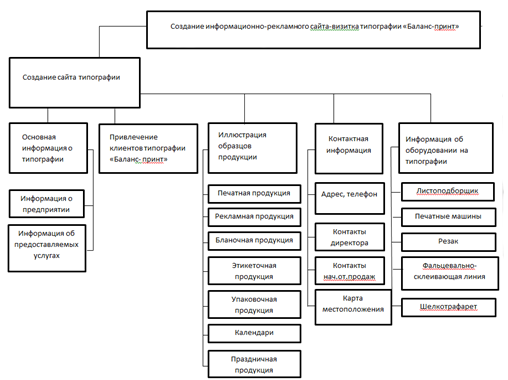 Создание информационно-рекламного сайта-визитка типографии «Баланс-принт»
Создание сайта типографии
Основная
информация о
типографии
Информация о
предприятии
Информация об
предоставляемых
услугах
Привлечение
клиентов типографии
«Баланс- принт»
Иллюстрация
образцов
продукции
Печатная продукция
Рекламная продукция
Бланочная продукция
Этикеточная
продукция
Упаковочная
продукция
Календари
Праздничная
продукция
Контактная
информация
Адрес, телефон
Контакты
директора
Контакты
нач.от.продаж
Карта
местоположения
Информация об
оборудовании на
типографии
Листоподборщик
Печатные машины
Резак
Фальцевально-
склеивающая линия
Шелкотрафарет